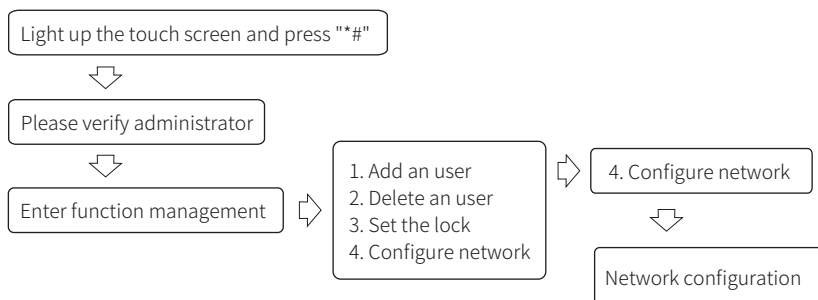 Light up the touch screen and press "*#"
Please verify administrator
Enter function management
1. Add an user
2. Delete an user
3. Set the lock
4. Configure network
4. Configure network
Network configuration